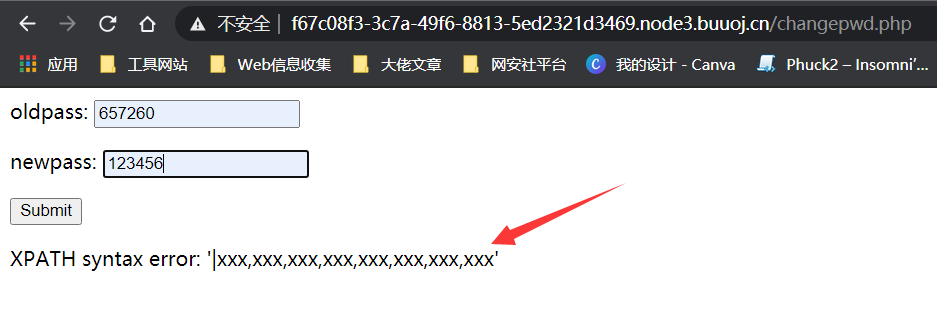 不安全 f67c08f3-3c7a-49f6-8813-5ed2321d3469.node3.buuoj.cn/changepwd.php
应用 工具网站 Web信息收集 大佬文章 网安社平台 C 我的设计 - Canva Phuck2 – Insomni'...
oldpass: 657260
newpass: 123456
Submit
XPATH syntax error: '|xxx,xxx,xxx,xxx,xxx,xxx,xxx,xxx'